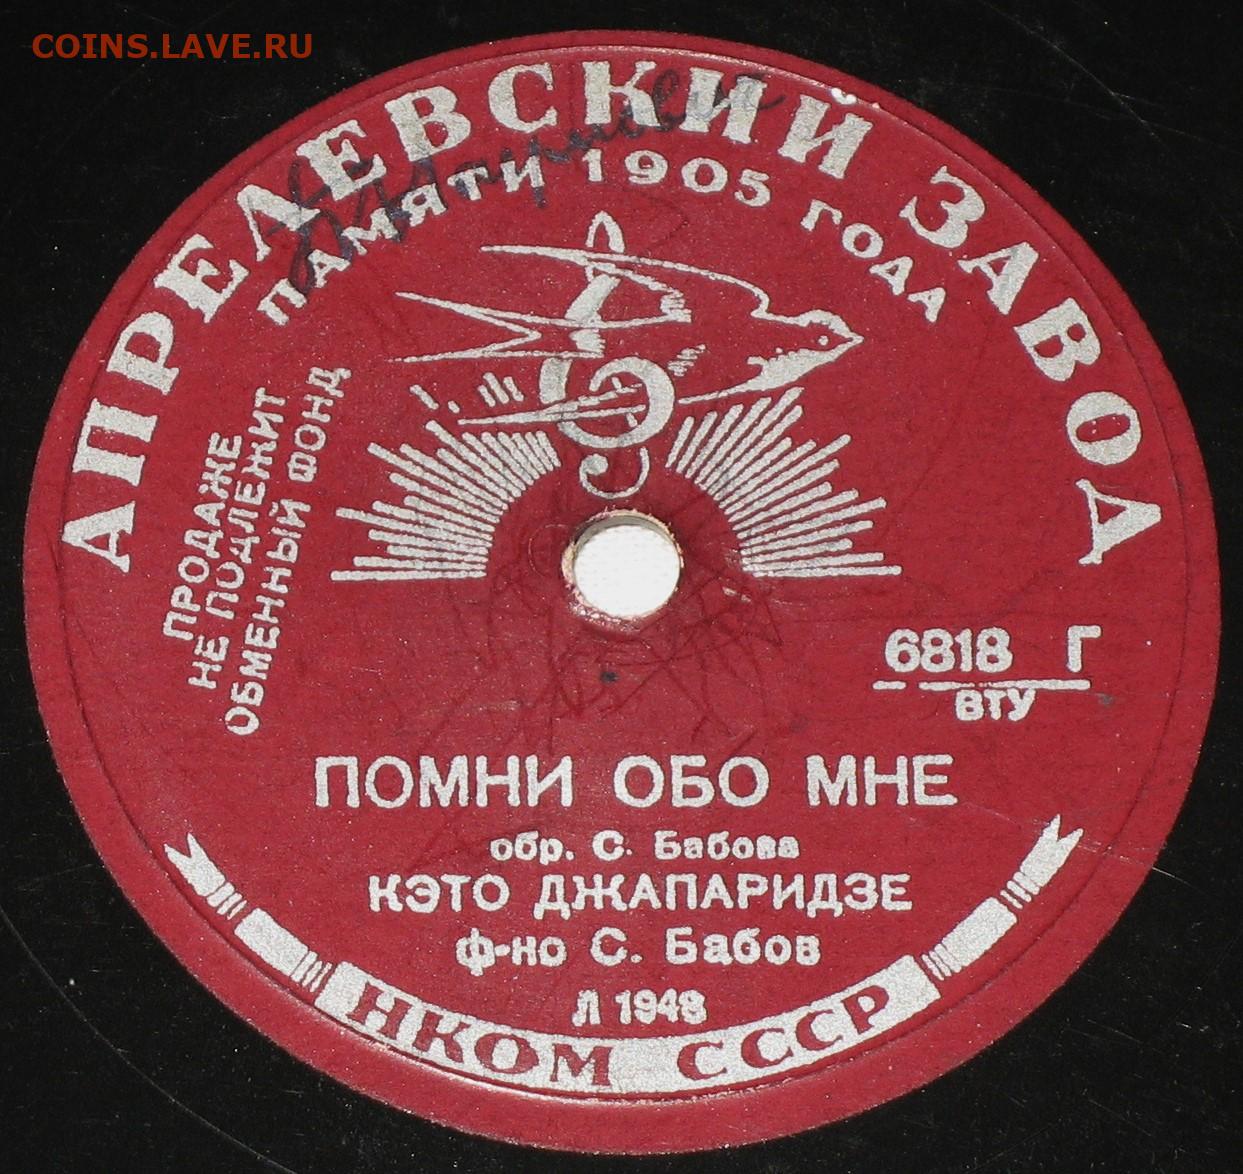 COINS.LAVE.RU
АПРЕЛЕВСКИЙ ЗАВОД
ПАМЯТИ 1905 ГОДА
ПРОДАЖЕ
НЕ ПОДЛЕЖИТ
ОБМЕННЫЙ ФОНД
6818 Г
ВТУ
ПОМНИ ОБО МНЕ
обр. С. Бабова
КЭТО ДЖАПАРИДЗЕ
ф-но С. Бабов
Л 1948
НКОМ СССР